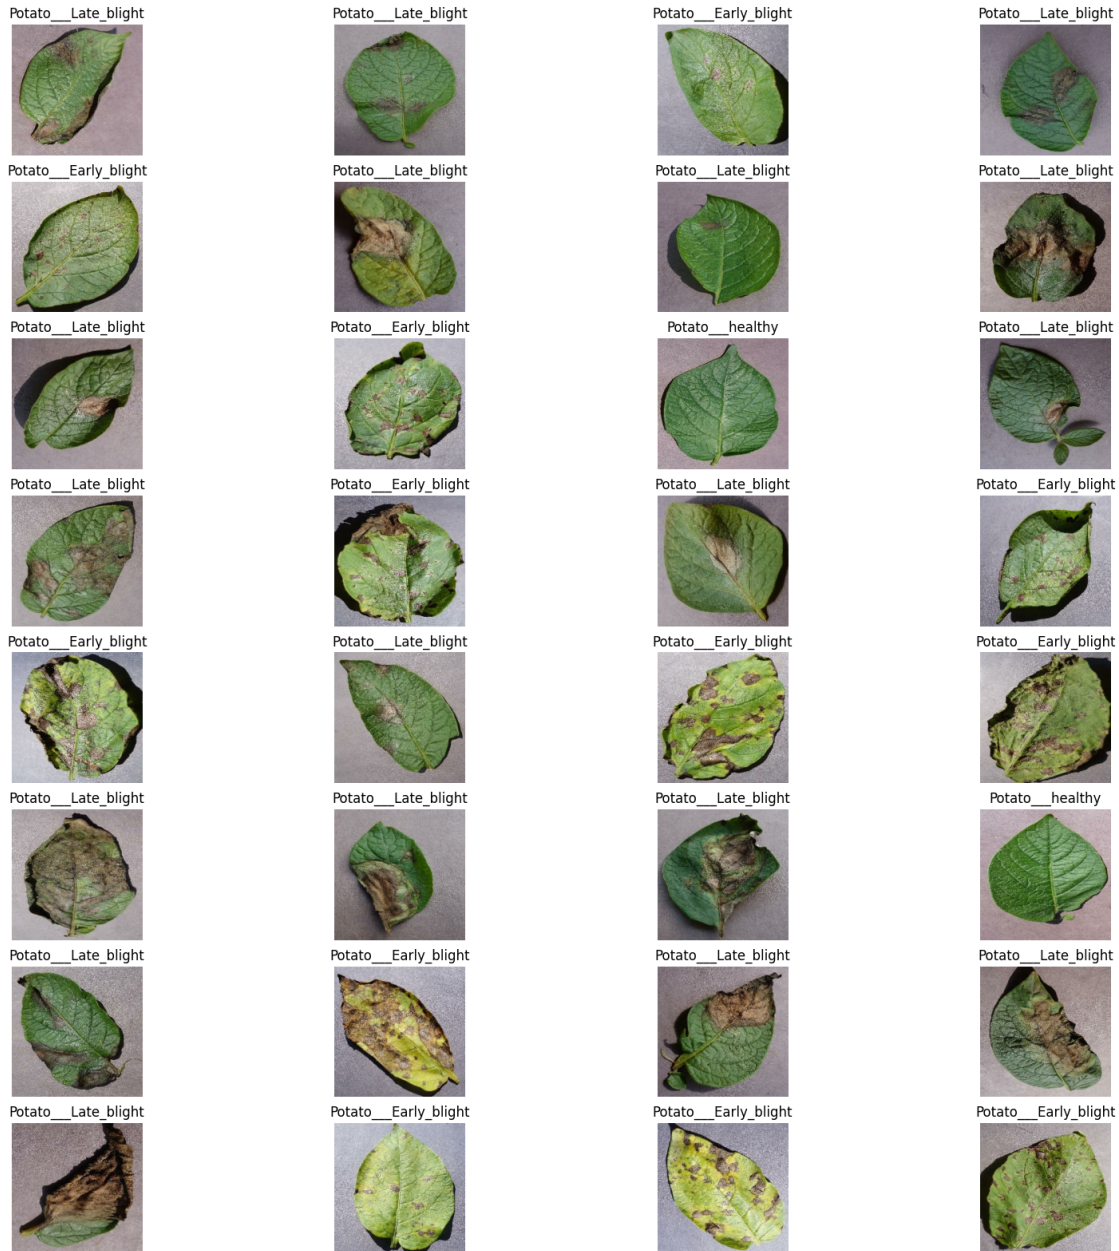 Potato___Late_blight Potato___Late_blight Potato___Early_blight Potato___Late_blight
Potato___Early_blight Potato___Late_blight Potato___Late_blight Potato___Late_blight
Potato___Late_blight Potato___Early_blight Potato___healthy Potato___Late_blight
Potato___Late_blight Potato___Early_blight Potato___Late_blight Potato___Early_blight
Potato___Early_blight Potato___Late_blight Potato___Early_blight Potato___Early_blight
Potato___Late_blight Potato___Late_blight Potato___Late_blight Potato___healthy
Potato___Late_blight Potato___Early_blight Potato___Late_blight Potato___Late_blight
Potato___Late_blight Potato___Early_blight Potato___Early_blight Potato___Early_blight